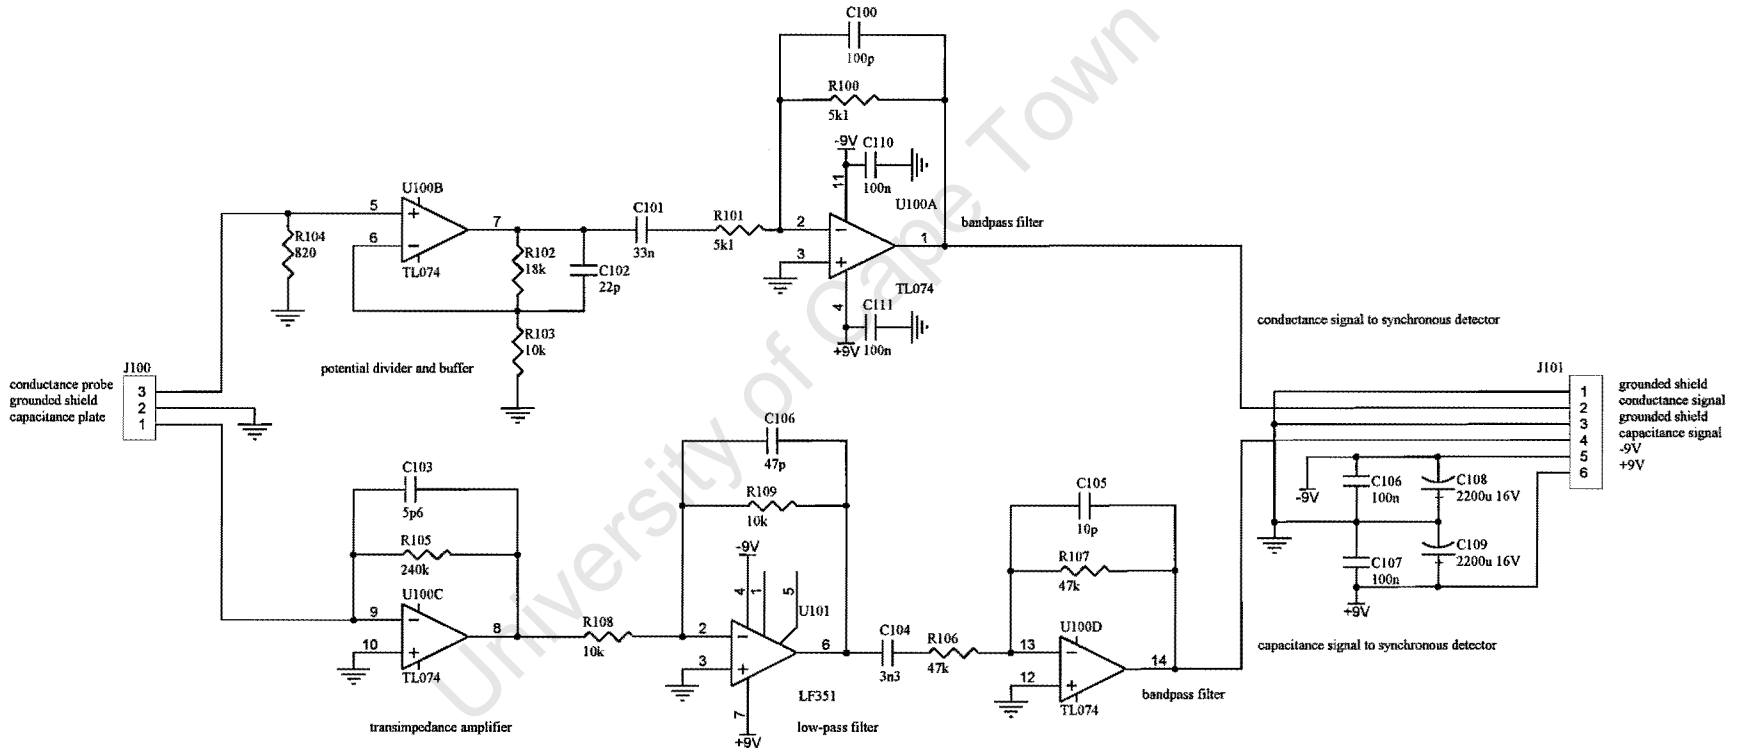 C100
100p
R100
5k1
-9V
C110
100n
11
U100A
bandpass filter
U100B
5
6
7
TL074
R104
820
R102
18k
C102
22p
R103
10k
C101
33n
R101
5k1
2
3
1
TL074
4
C111
100n
+9V
potential divider and buffer
conductance signal to synchronous detector
J100
conductance probe
grounded shield
capacitance plate
3
2
1
J101
1
2
3
4
5
6
grounded shield
conductance signal
grounded shield
capacitance signal
-9V
+9V
C106
47p
R109
10k
C103
5p6
R105
240k
U100C
9
10
8
TL074
R108
10k
-9V
4
1
5
U101
2
3
6
LF351
7
+9V
C104
3n3
R106
47k
C105
10p
R107
47k
U100D
13
12
14
TL074
bandpass filter
-9V
C106
100n
C108
2200u 16V
C107
100n
C109
2200u 16V
+9V
capacitance signal to synchronous detector
transimpedance amplifier
low-pass filter
University of Cape Town